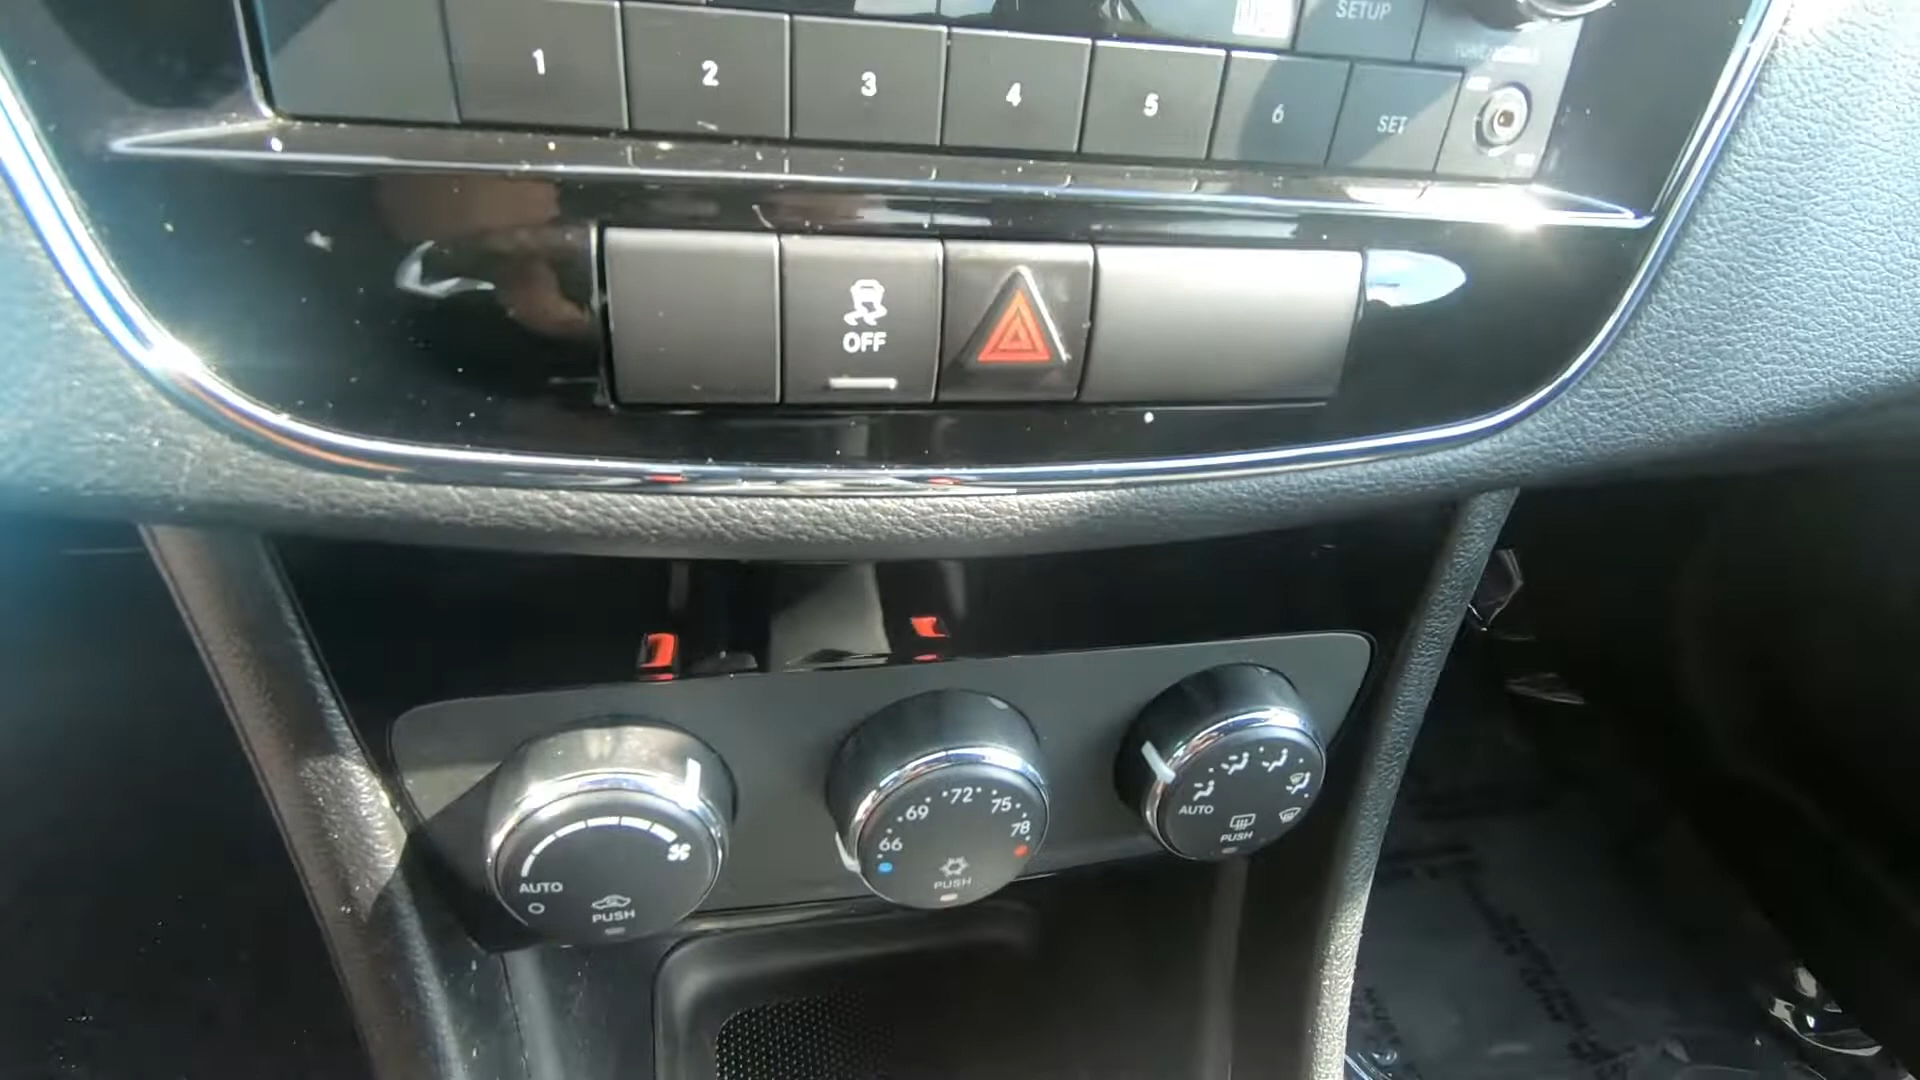 SETUP
1 2 3 4 5 6 SET
OFF
66 69 72 75 78
PUSH
AUTO
PUSH
AUTO
PUSH